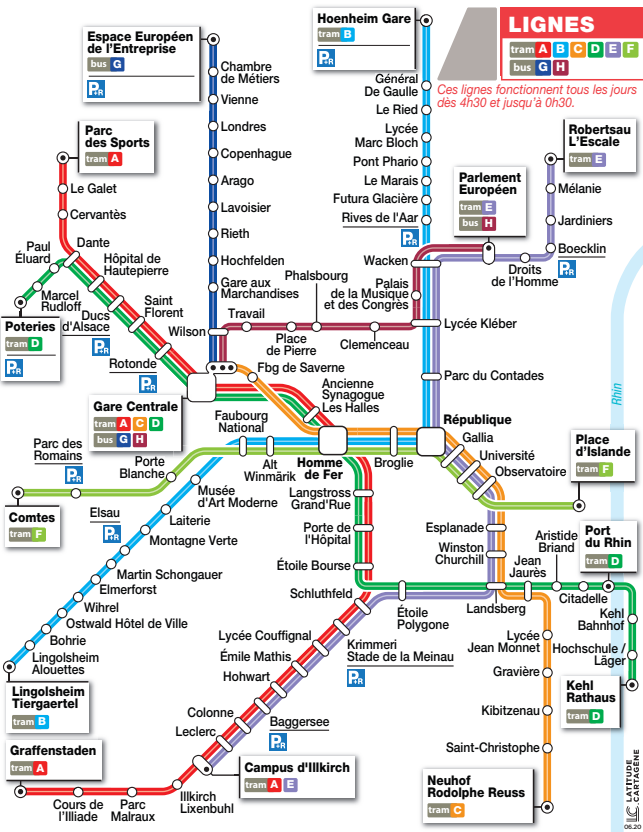 LIGNES
tram A B C D E F
bus G H
Ces lignes fonctionnent tous les jours
dès 4h30 et jusqu'à 0h30.
Espace Européen
de l'Entreprise
bus G
P+R
Hoenheim Gare
tram B
P+R
Chambre
de Métiers
Vienne
Londres
Copenhague
Arago
Lavoisier
Rieth
Hochfelden
Gare aux
Marchandises
Wilson
Général
De Gaulle
Le Ried
Lycée
Marc Bloch
Pont Phario
Le Marais
Futura Glacière
Rives de l'Aar
P+R
Wacken
Palais
de la Musique
et des Congrès
Lycée Kléber
Parc du Contades
Parlement
Européen
tram E
bus H
Robertsau
L'Escale
tram E
Mélanie
Jardiniers
Boecklin
P+R
Droits
de l'Homme
Rhin
Parc
des Sports
tram A
Le Galet
Cervantès
Dante
Hôpital de
Hautepierre
Paul
Éluard
Marcel
Rudloff
Ducs
d'Alsace
P+R
Saint
Florent
Rotonde
P+R
Poteries
tram D
P+R
Travail
Phalsbourg
Place
de Pierre
Clemenceau
Fbg de Saverne
Gare Centrale
tram A C D
bus G H
Ancienne
Synagogue
Les Halles
Faubourg
National
République
Gallia
Université
Observatoire
Place
d'Islande
tram F
Parc des
Romains
P+R
Porte
Blanche
Alt
Winmärik
Homme
de Fer
Broglie
Comtes
tram F
Elsau
P+R
Musée
d'Art Moderne
Laiterie
Montagne Verte
Martin Schongauer
Elmerforst
Wihrel
Ostwald Hôtel de Ville
Bohrie
Lingolsheim
Alouettes
Lingolsheim
Tiergaertel
tram B
Langstross
Grand'Rue
Porte de
l'Hôpital
Étoile Bourse
Schluthfeld
Esplanade
Winston
Churchill
Landsberg
Étoile
Polygone
Jean
Jaurès
Aristide
Briand
Citadelle
Port
du Rhin
tram D
Kehl
Bahnhof
Hochschule /
Läger
Kehl
Rathaus
tram D
Krimmeri
Stade de la Meinau
P+R
Lycée Couffignal
Émile Mathis
Hohwart
Colonne
Leclerc
Baggersee
P+R
Campus d'Illkirch
tram A E
Graffenstaden
tram A
Cours de
l'Illiade
Parc
Malraux
Illkirch
Lixenbuhl
Lycée
Jean Monnet
Gravière
Kibitzenau
Saint-Christophe
Neuhof
Rodolphe Reuss
tram C
LATITUDE
CARTAGÈNE
06.20